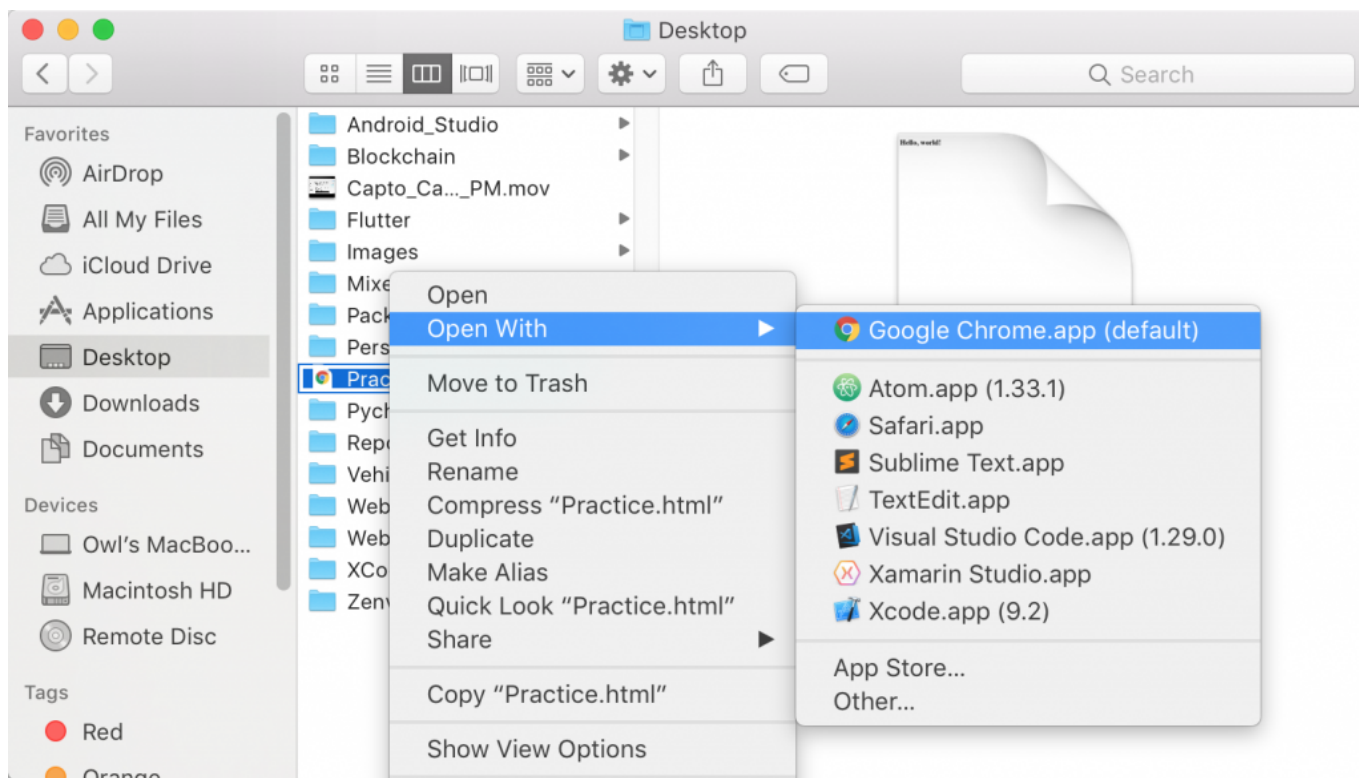 Desktop
Search
Favorites
AirDrop
All My Files
iCloud Drive
Applications
Desktop
Downloads
Documents
Devices
Owl's MacBoo...
Macintosh HD
Remote Disc
Tags
Red
Orange
Android_Studio
Blockchain
Capto_Ca..._PM.mov
Flutter
Images
Mixe
Pack
Pers
Prac
Pych
Repo
Vehi
Web
Web
XCo
Zenv
Hello, world!
Open
Open With
Move to Trash
Get Info
Rename
Compress “Practice.html”
Duplicate
Make Alias
Quick Look “Practice.html”
Share
Copy “Practice.html”
Show View Options
Google Chrome.app (default)
Atom.app (1.33.1)
Safari.app
Sublime Text.app
TextEdit.app
Visual Studio Code.app (1.29.0)
Xamarin Studio.app
Xcode.app (9.2)
App Store...
Other...